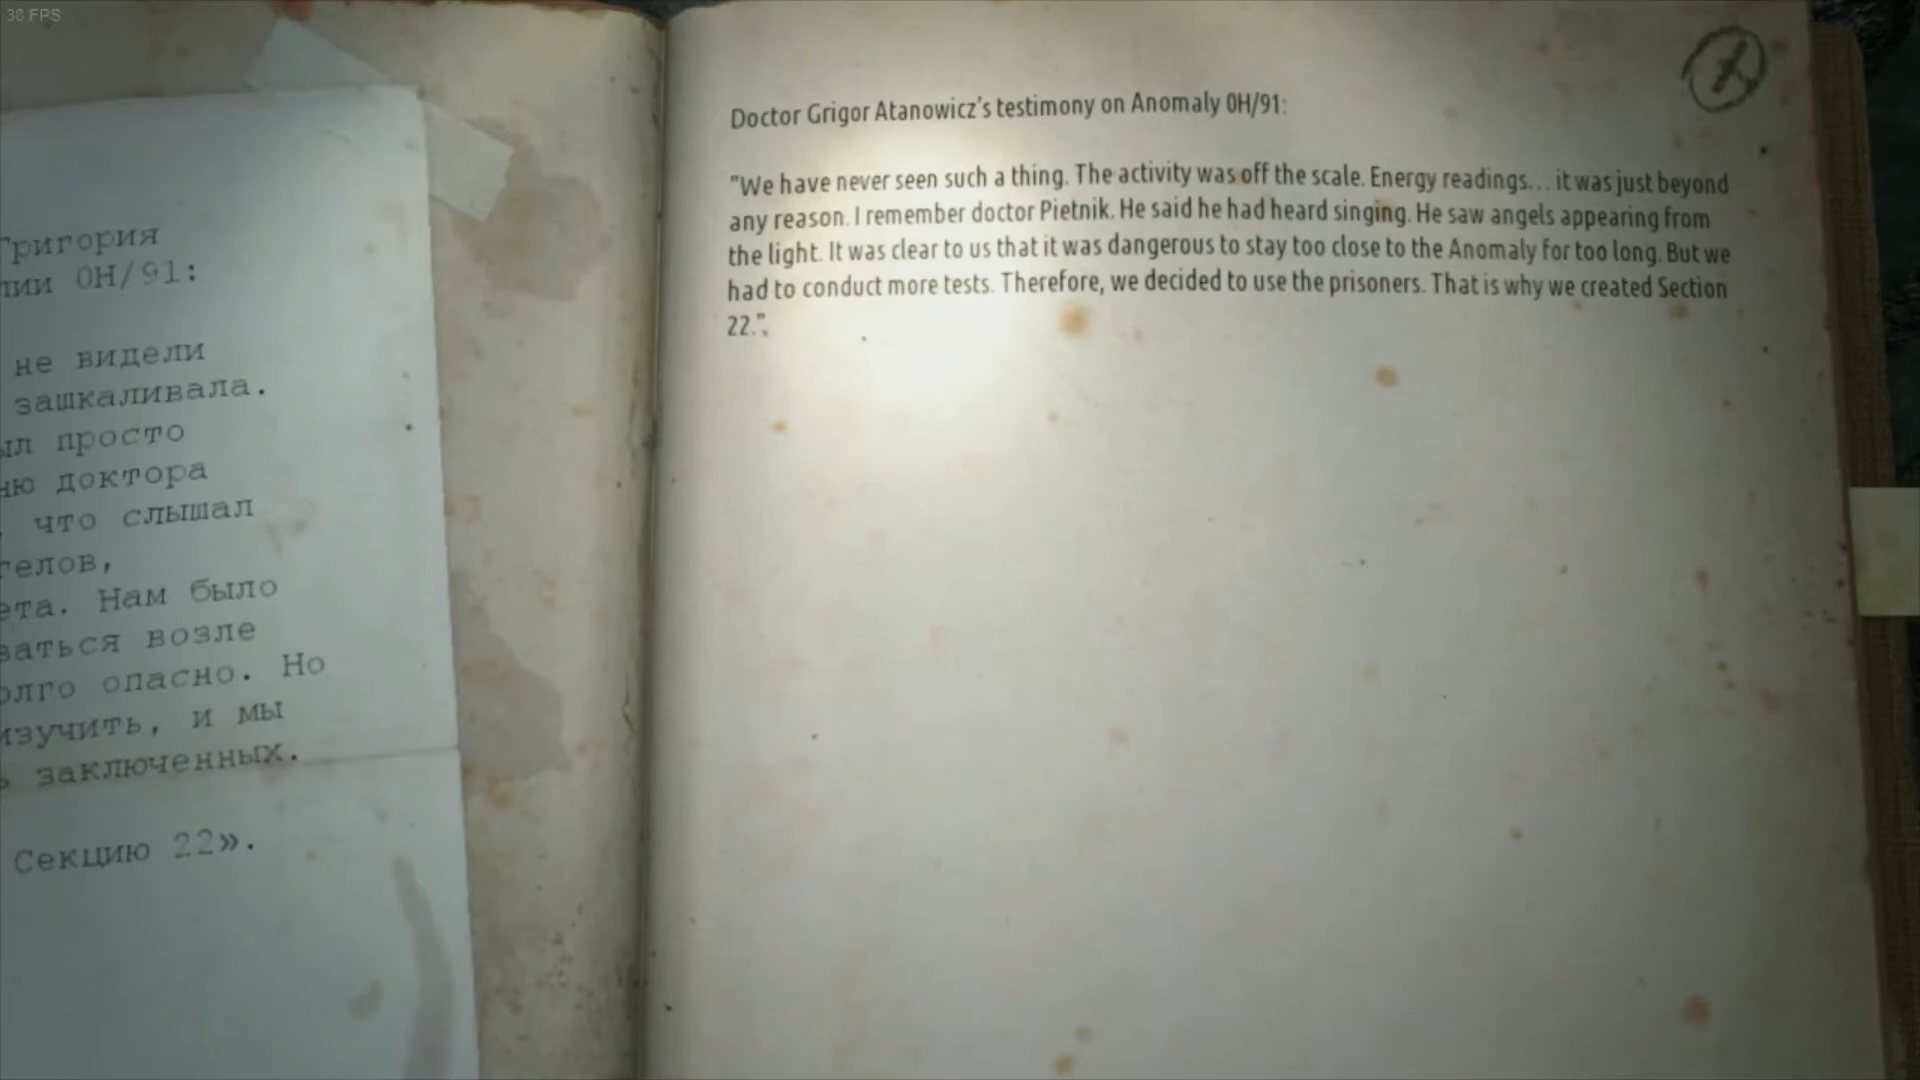 38 FPS
Григория
0H/91:
не видели
зашкаливала.
просто
доктора
что слышал
Нам было
возле
опасно. Но
изучить, и мы
заключенных.
Секцию 22».
Doctor Grigor Atanowicz's testimony on Anomaly 0H/91:
"We have never seen such a thing. The activity was off the scale. Energy readings... it was just beyond
any reason. I remember doctor Pietnik. He said he had heard singing. He saw angels appearing from
the light. It was clear to us that it was dangerous to stay too close to the Anomaly for too long. But we
had to conduct more tests. Therefore, we decided to use the prisoners. That is why we created Section
22.".